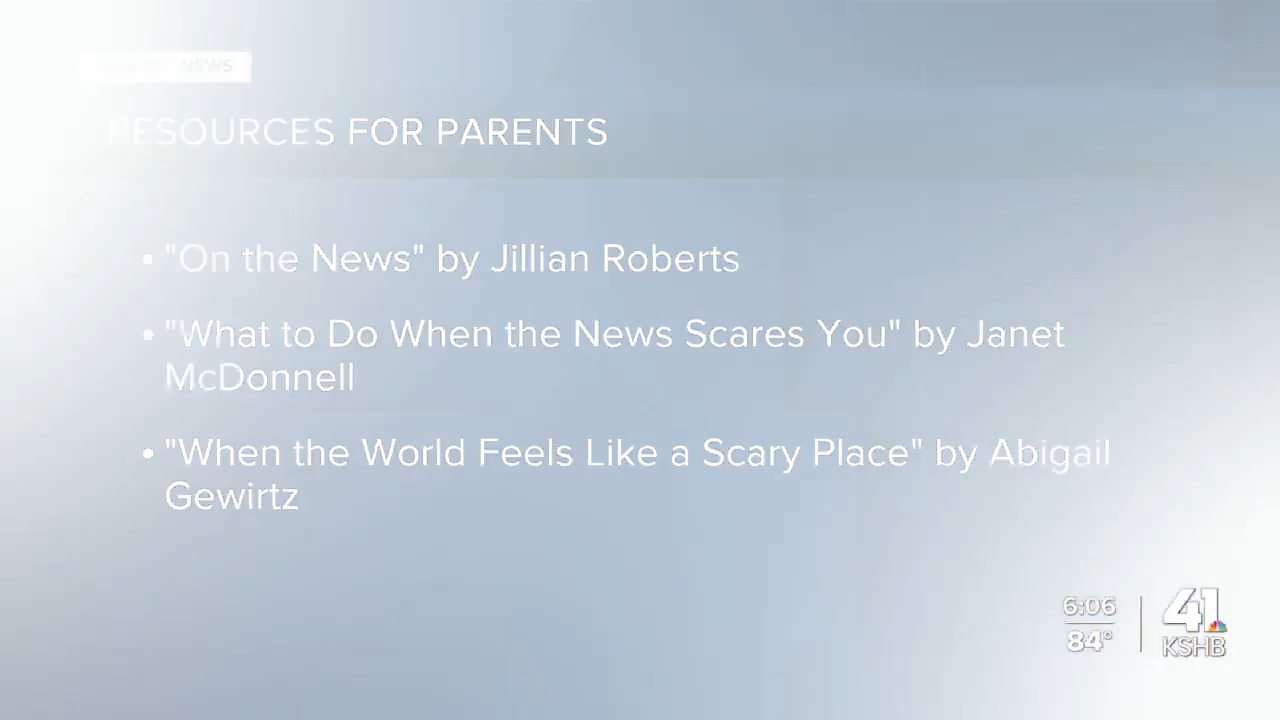 NEWS
RESOURCES FOR PARENTS
• "On the News" by Jillian Roberts
• "What to Do When the News Scares You" by Janet
McDonnell
• "When the World Feels Like a Scary Place" by Abigail
Gewirtz
6:06
84°
41
KSHB